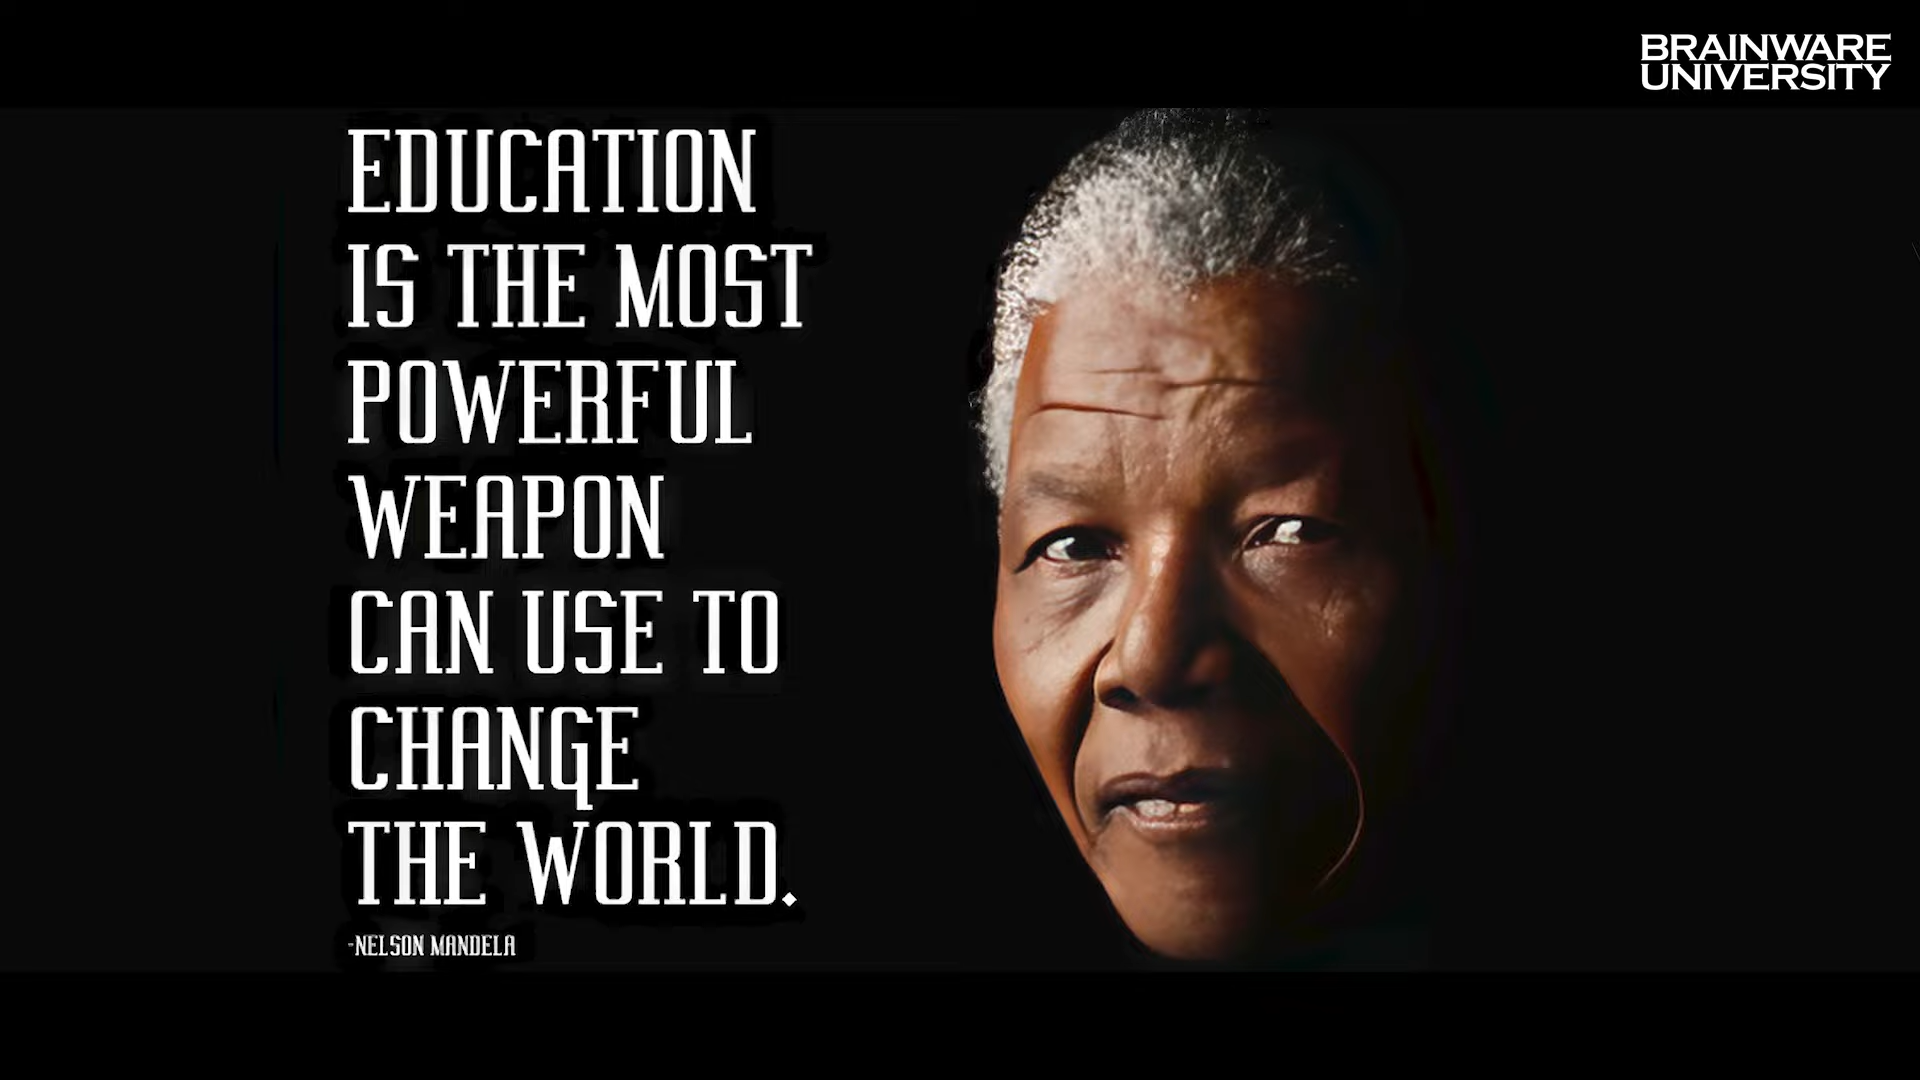 BRAINWARE
UNIVERSITY
EDUCATION
IS THE MOST
POWERFUL
WEAPON
CAN USE TO
CHANGE
THE WORLD.
-NELSON MANDELA